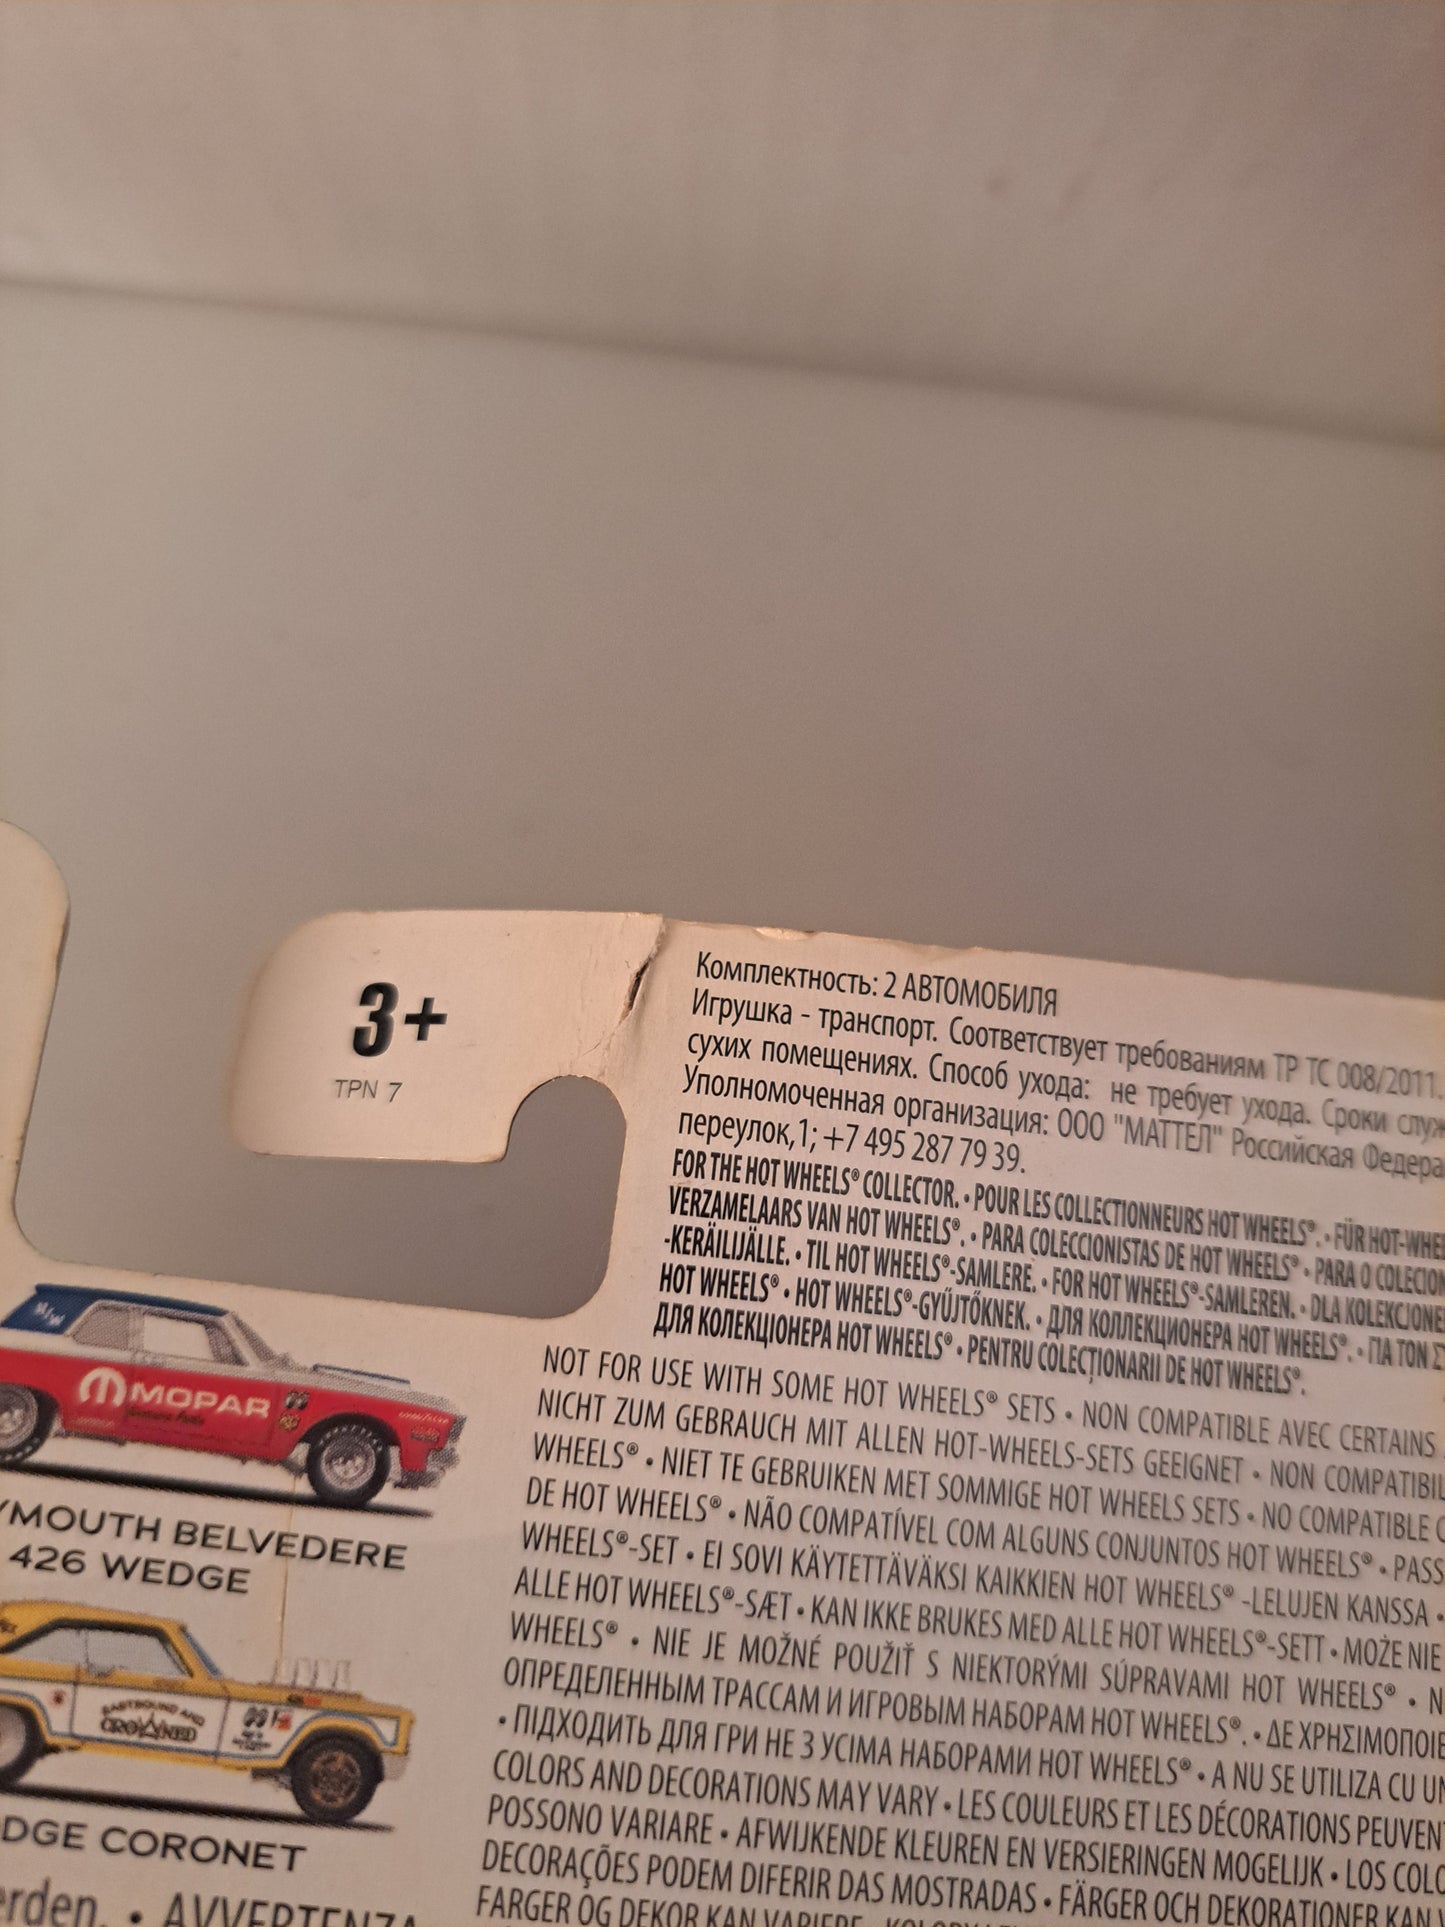 3+
TPN 7
Комплектность: 2 АВТОМОБИЛЯ
Игрушка - транспорт. Соответствует требованиям ТР ТС 008/2011.
сухих помещениях. Способ ухода: не требует ухода. Сроки
Уполномоченная организация: ООО "МАТТЕЛ" Российская
переулок,1; +7 495 287 79 39.
FOR THE HOT WHEELS® COLLECTOR. • POUR LES COLLECTIONNEURS HOT WHEELS®. • FÜR
VERZAMELAARS VAN HOT WHEELS®. • PARA COLECCIONISTAS DE HOT WHEELS® • PARA O
-KERÄILIJÄLLE. • TIL HOT WHEELS®-SAMLERE. • FOR HOT WHEELS®-SAMLEREN. • DLA
HOT WHEELS® • HOT WHEELS®-GYŰJTŐKNEK. • ДЛЯ КОЛЛЕКЦИОНЕРА HOT WHEELS®. • ΓΙΑ ΤΟΝ
ДЛЯ КОЛЕКЦІОНЕРА HOT WHEELS® • PENTRU COLECȚIONARII DE HOT WHEELS®.
NOT FOR USE WITH SOME HOT WHEELS® SETS • NON COMPATIBLE AVEC CERTAINS
NICHT ZUM GEBRAUCH MIT ALLEN HOT-WHEELS-SETS GEEIGNET • NON
WHEELS® • NIET TE GEBRUIKEN MET SOMMIGE HOT WHEELS SETS • NO COMPATIBLE
DE HOT WHEELS® • NÃO COMPATÍVEL COM ALGUNS CONJUNTOS HOT WHEELS® •
WHEELS®-SET • EI SOVI KÄYTETTÄVÄKSI KAIKKIEN HOT WHEELS® -LELUJEN KANSSA •
ALLE HOT WHEELS®-SÆT • KAN IKKE BRUKES MED ALLE HOT WHEELS®-SETT • MOŻE NIE
WHEELS® • NIE JE MOŽNÉ POUŽIŤ S NIEKTORÝMI SÚPRAVAMI HOT WHEELS® •
ОПРЕДЕЛЕННЫМ ТРАССАМ И ИГРОВЫМ НАБОРАМ HOT WHEELS®. • ΔΕ
• ПІДХОДИТЬ ДЛЯ ГРИ НЕ З УСІМА НАБОРАМИ HOT WHEELS® • A NU SE UTILIZA CU
COLORS AND DECORATIONS MAY VARY • LES COULEURS ET LES DÉCORATIONS PEUVENT
POSSONO VARIARE • AFWIJKENDE KLEUREN EN VERSIERINGEN MOGELIJK • LOS
DECORAÇÕES PODEM DIFERIR DAS MOSTRADAS • FÄRGER OCH DEKORATIONER KAN
FARGER OG DEKOR KAN VARIERE •
MOPAR
YMOUTH BELVEDERE
426 WEDGE
EASTBOUND AND
CROWNED
DGE CORONET
erden. • AVVERTENZA